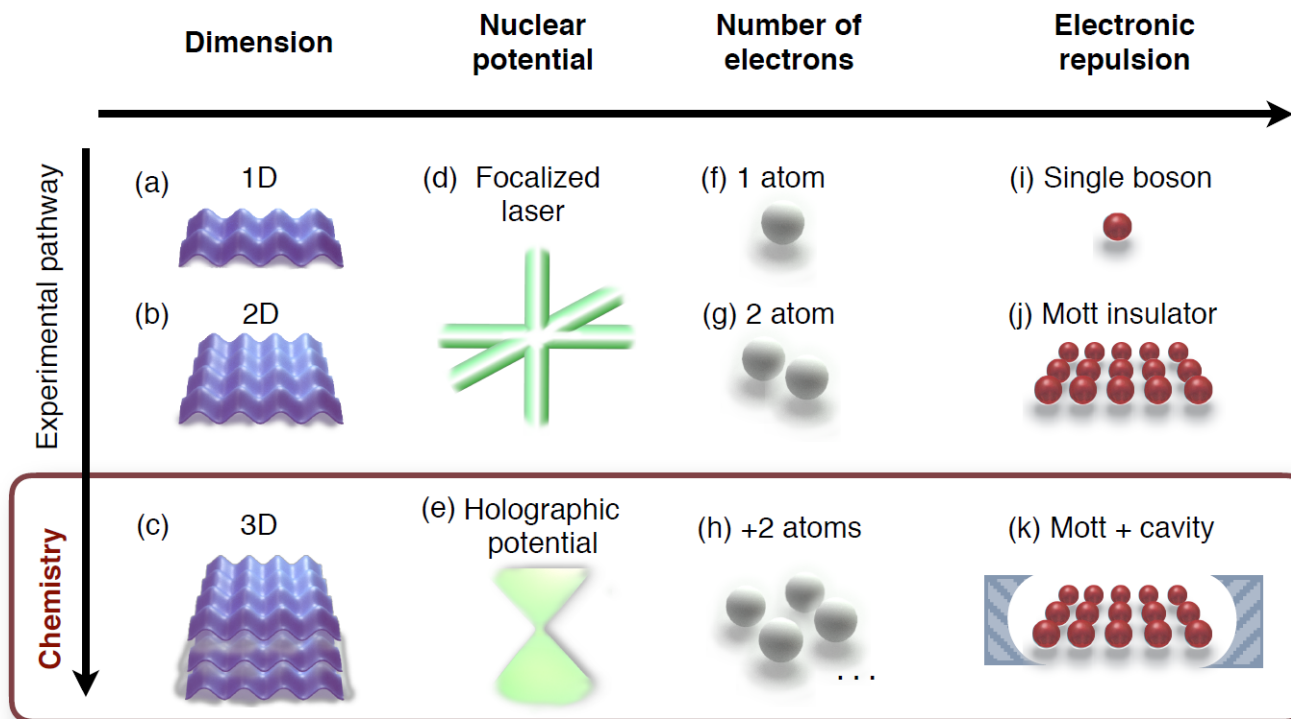 Dimension
Nuclear
potential
Number of
electrons
Electronic
repulsion
Experimental pathway
(a) 1D
(d) Focalized
laser
(f) 1 atom
(i) Single boson
(b) 2D
(g) 2 atom
(j) Mott insulator
Chemistry
(c) 3D
(e) Holographic
potential
(h) +2 atoms
(k) Mott + cavity
. . .